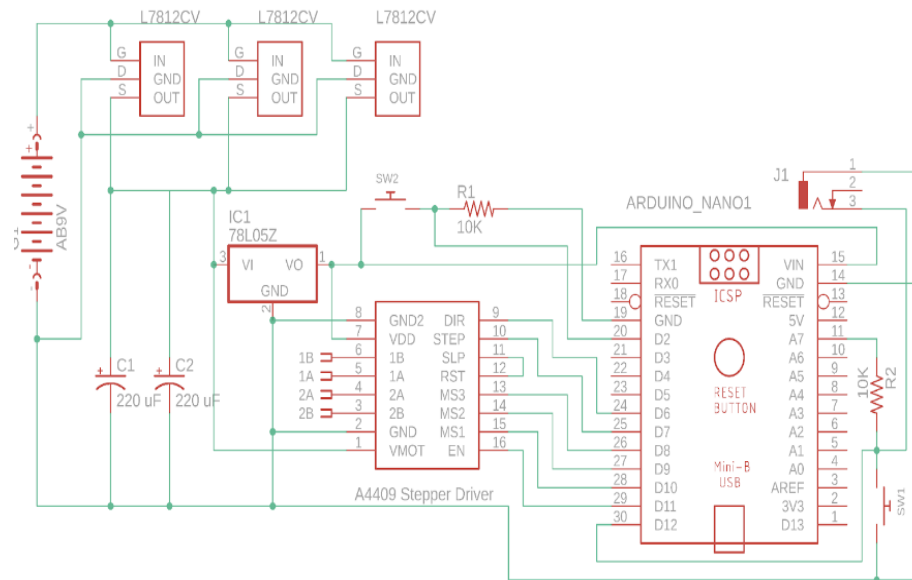 L7812CV
L7812CV
L7812CV
G
D
S
IN
GND
OUT
G
D
S
IN
GND
OUT
G
D
S
IN
GND
OUT
+
+
-
-
G1
AB9V
SW2
R1
10K
IC1
78L05Z
3
VI
VO
1
GND
2
+
C1
220 uF
+
C2
220 uF
8
7
6
5
4
3
2
1
1B
1A
2A
2B
GND2
VDD
1B
1A
2A
2B
GND
VMOT
DIR
STEP
SLP
RST
MS3
MS2
MS1
EN
9
10
11
12
13
14
15
16
A4409 Stepper Driver
ARDUINO_NANO1
J1
1
2
3
16
17
18
19
20
21
22
23
24
25
26
27
28
29
30
TX1
RX0
RESET
GND
D2
D3
D4
D5
D6
D7
D8
D9
D10
D11
D12
ICSP
RESET
BUTTON
Mini-B
USB
VIN
GND
RESET
5V
A7
A6
A5
A4
A3
A2
A1
A0
AREF
3V3
D13
15
14
13
12
11
10
9
8
7
6
5
4
3
2
1
10K
R2
SW1